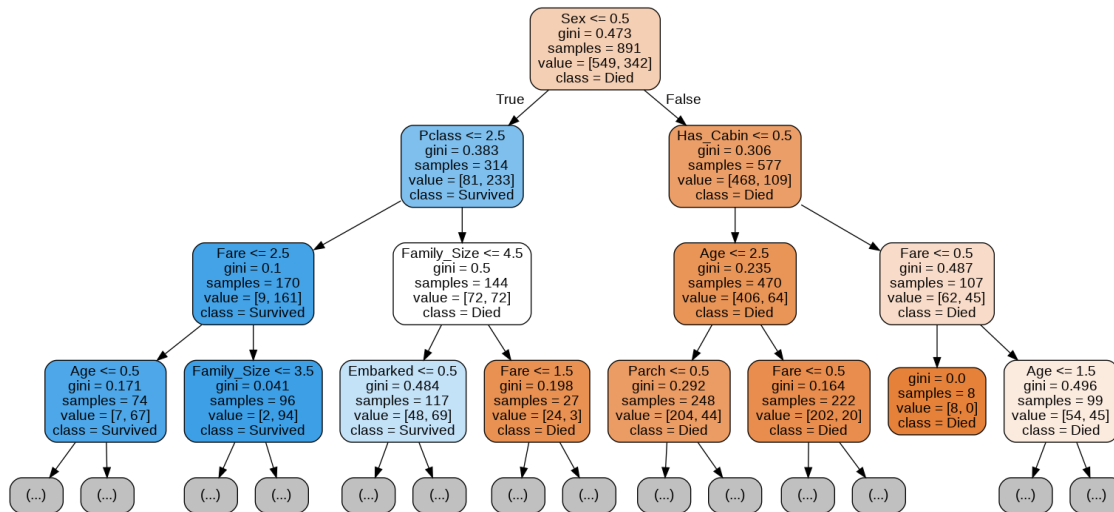 Sex <= 0.5
gini = 0.473
samples = 891
value = [549, 342]
class = Died
True
False
Pclass <= 2.5
gini = 0.383
samples = 314
value = [81, 233]
class = Survived
Has_Cabin <= 0.5
gini = 0.306
samples = 577
value = [468, 109]
class = Died
Fare <= 2.5
gini = 0.1
samples = 170
value = [9, 161]
class = Survived
Family_Size <= 4.5
gini = 0.5
samples = 144
value = [72, 72]
class = Died
Age <= 2.5
gini = 0.235
samples = 470
value = [406, 64]
class = Died
Fare <= 0.5
gini = 0.487
samples = 107
value = [62, 45]
class = Died
Age <= 0.5
gini = 0.171
samples = 74
value = [7, 67]
class = Survived
Family_Size <= 3.5
gini = 0.041
samples = 96
value = [2, 94]
class = Survived
Embarked <= 0.5
gini = 0.484
samples = 117
value = [48, 69]
class = Survived
Fare <= 1.5
gini = 0.198
samples = 27
value = [24, 3]
class = Died
Parch <= 0.5
gini = 0.292
samples = 248
value = [204, 44]
class = Died
Fare <= 0.5
gini = 0.164
samples = 222
value = [202, 20]
class = Died
gini = 0.0
samples = 8
value = [8, 0]
class = Died
Age <= 1.5
gini = 0.496
samples = 99
value = [54, 45]
class = Died
(...)
(...)
(...)
(...)
(...)
(...)
(...)
(...)
(...)
(...)
(...)
(...)
(...)
(...)